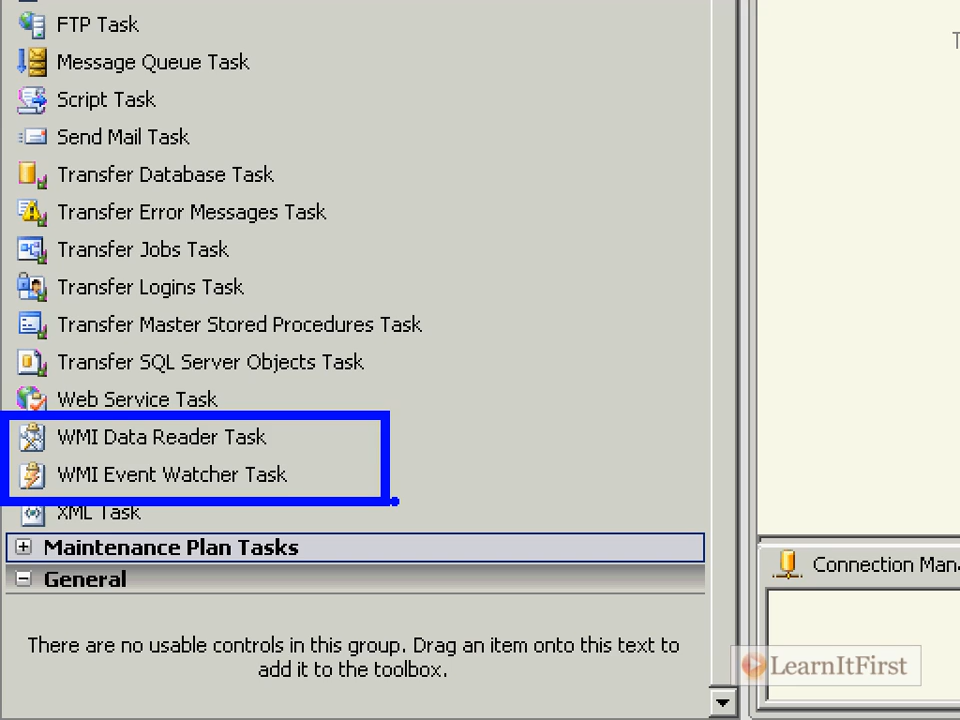 FTP Task
Message Queue Task
Script Task
Send Mail Task
Transfer Database Task
Transfer Error Messages Task
Transfer Jobs Task
Transfer Logins Task
Transfer Master Stored Procedures Task
Transfer SQL Server Objects Task
Web Service Task
WMI Data Reader Task
WMI Event Watcher Task
XML Task
Maintenance Plan Tasks
General
There are no usable controls in this group. Drag an item onto this text to
add it to the toolbox.
T
Connection Man
LearnItFirst